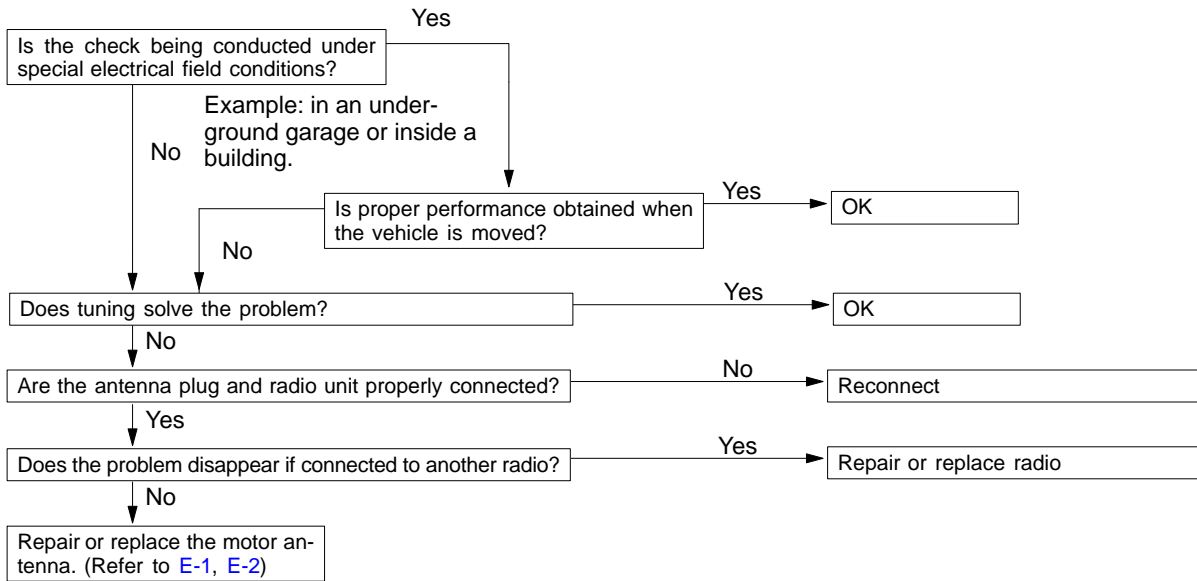 Yes
Is the check being conducted under
special electrical field conditions?
Example: in an under-
ground garage or inside a
building.
No
Yes
Is proper performance obtained when
the vehicle is moved?
OK
No
Does tuning solve the problem?
Yes
OK
No
Are the antenna plug and radio unit properly connected?
No
Reconnect
Yes
Does the problem disappear if connected to another radio?
Yes
Repair or replace radio
No
Repair or replace the motor an-
tenna. (Refer to E-1, E-2)